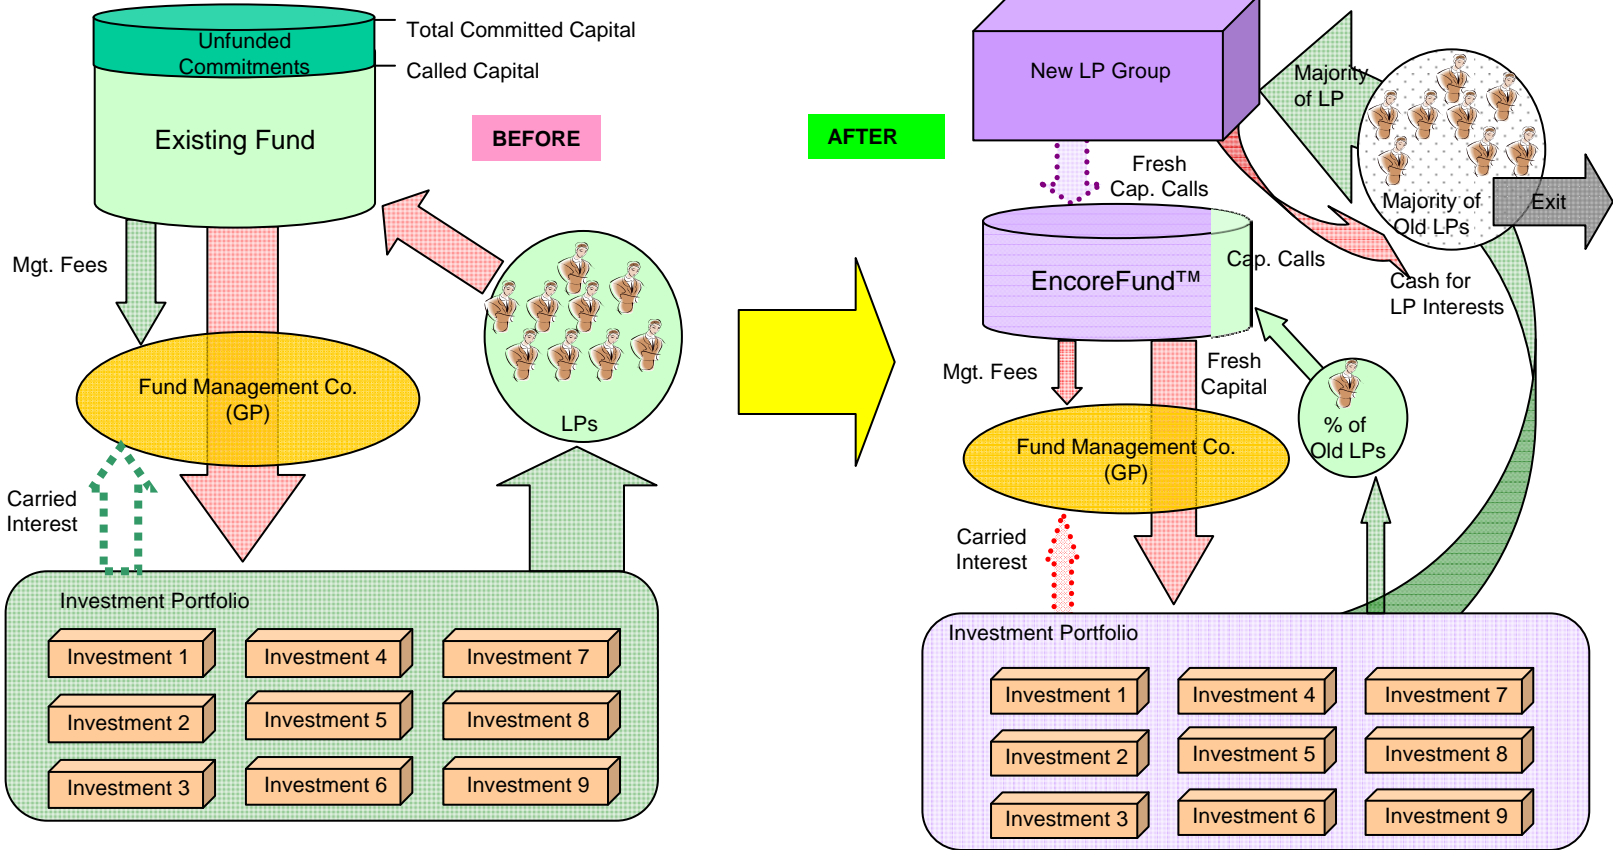 Total Committed Capital
Unfunded
Commitments
Called Capital
Existing Fund
BEFORE
Mgt. Fees
Fund Management Co.
(GP)
LPs
Carried
Interest
Investment Portfolio
Investment 1
Investment 4
Investment 7
Investment 2
Investment 5
Investment 8
Investment 3
Investment 6
Investment 9
AFTER
New LP Group
Majority
of LP
Fresh
Cap. Calls
Majority of
Old LPs
Exit
Cap. Calls
EncoreFund™
Cash for
LP Interests
Mgt. Fees
Fresh
Capital
% of
Old LPs
Fund Management Co.
(GP)
Carried
Interest
Investment Portfolio
Investment 1
Investment 4
Investment 7
Investment 2
Investment 5
Investment 8
Investment 3
Investment 6
Investment 9